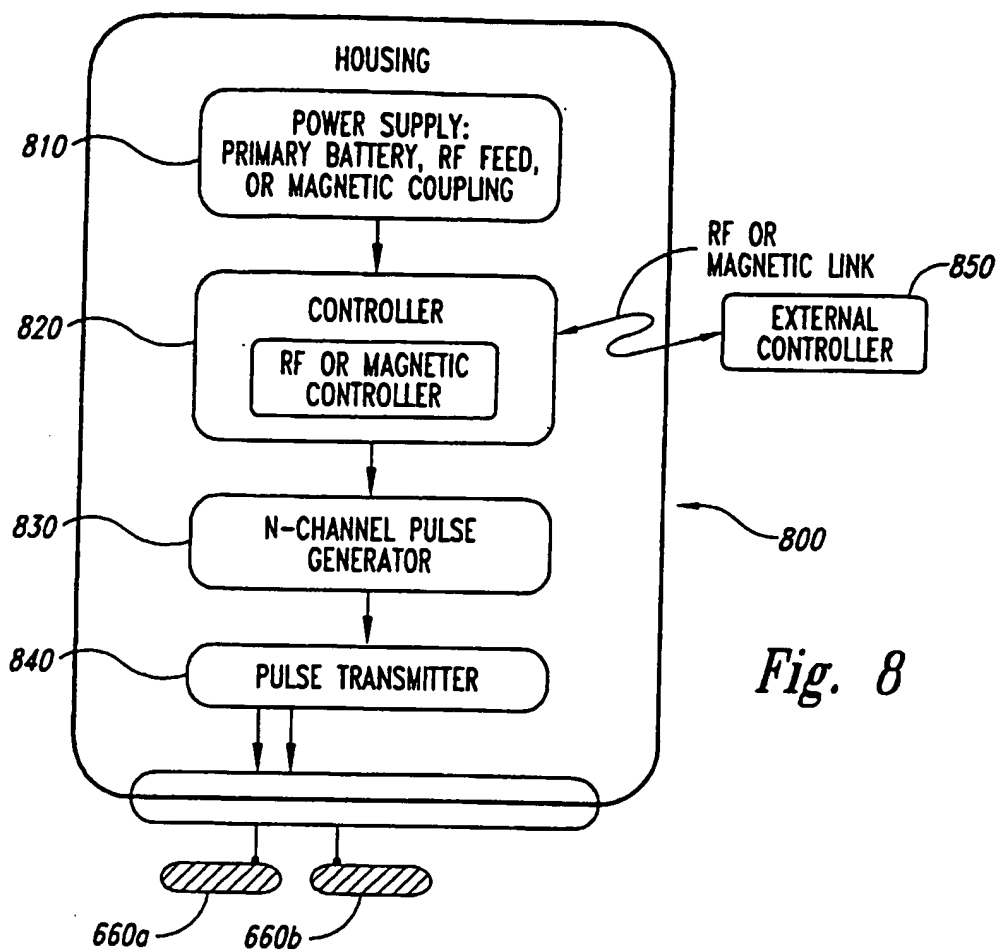 HOUSING
810
POWER SUPPLY:
PRIMARY BATTERY, RF FEED,
OR MAGNETIC COUPLING
RF OR
MAGNETIC LINK
850
820
CONTROLLER
RF OR MAGNETIC
CONTROLLER
EXTERNAL
CONTROLLER
830
N-CHANNEL PULSE
GENERATOR
800
840
PULSE TRANSMITTER
Fig. 8
660a
660b